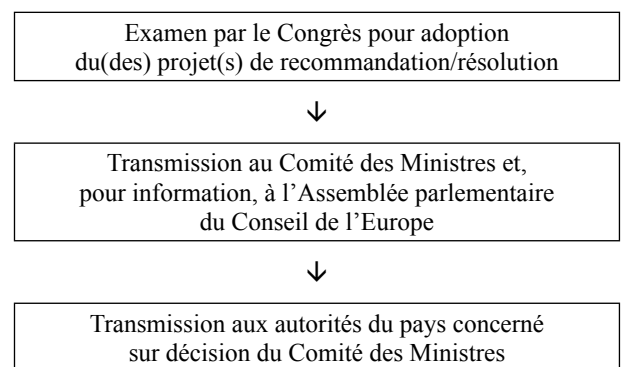 Examen par le Congrès pour adoption
du(des) projet(s) de recommandation/résolution
↓
Transmission au Comité des Ministres et,
pour information, à l’Assemblée parlementaire
du Conseil de l’Europe
↓
Transmission aux autorités du pays concerné
sur décision du Comité des Ministres